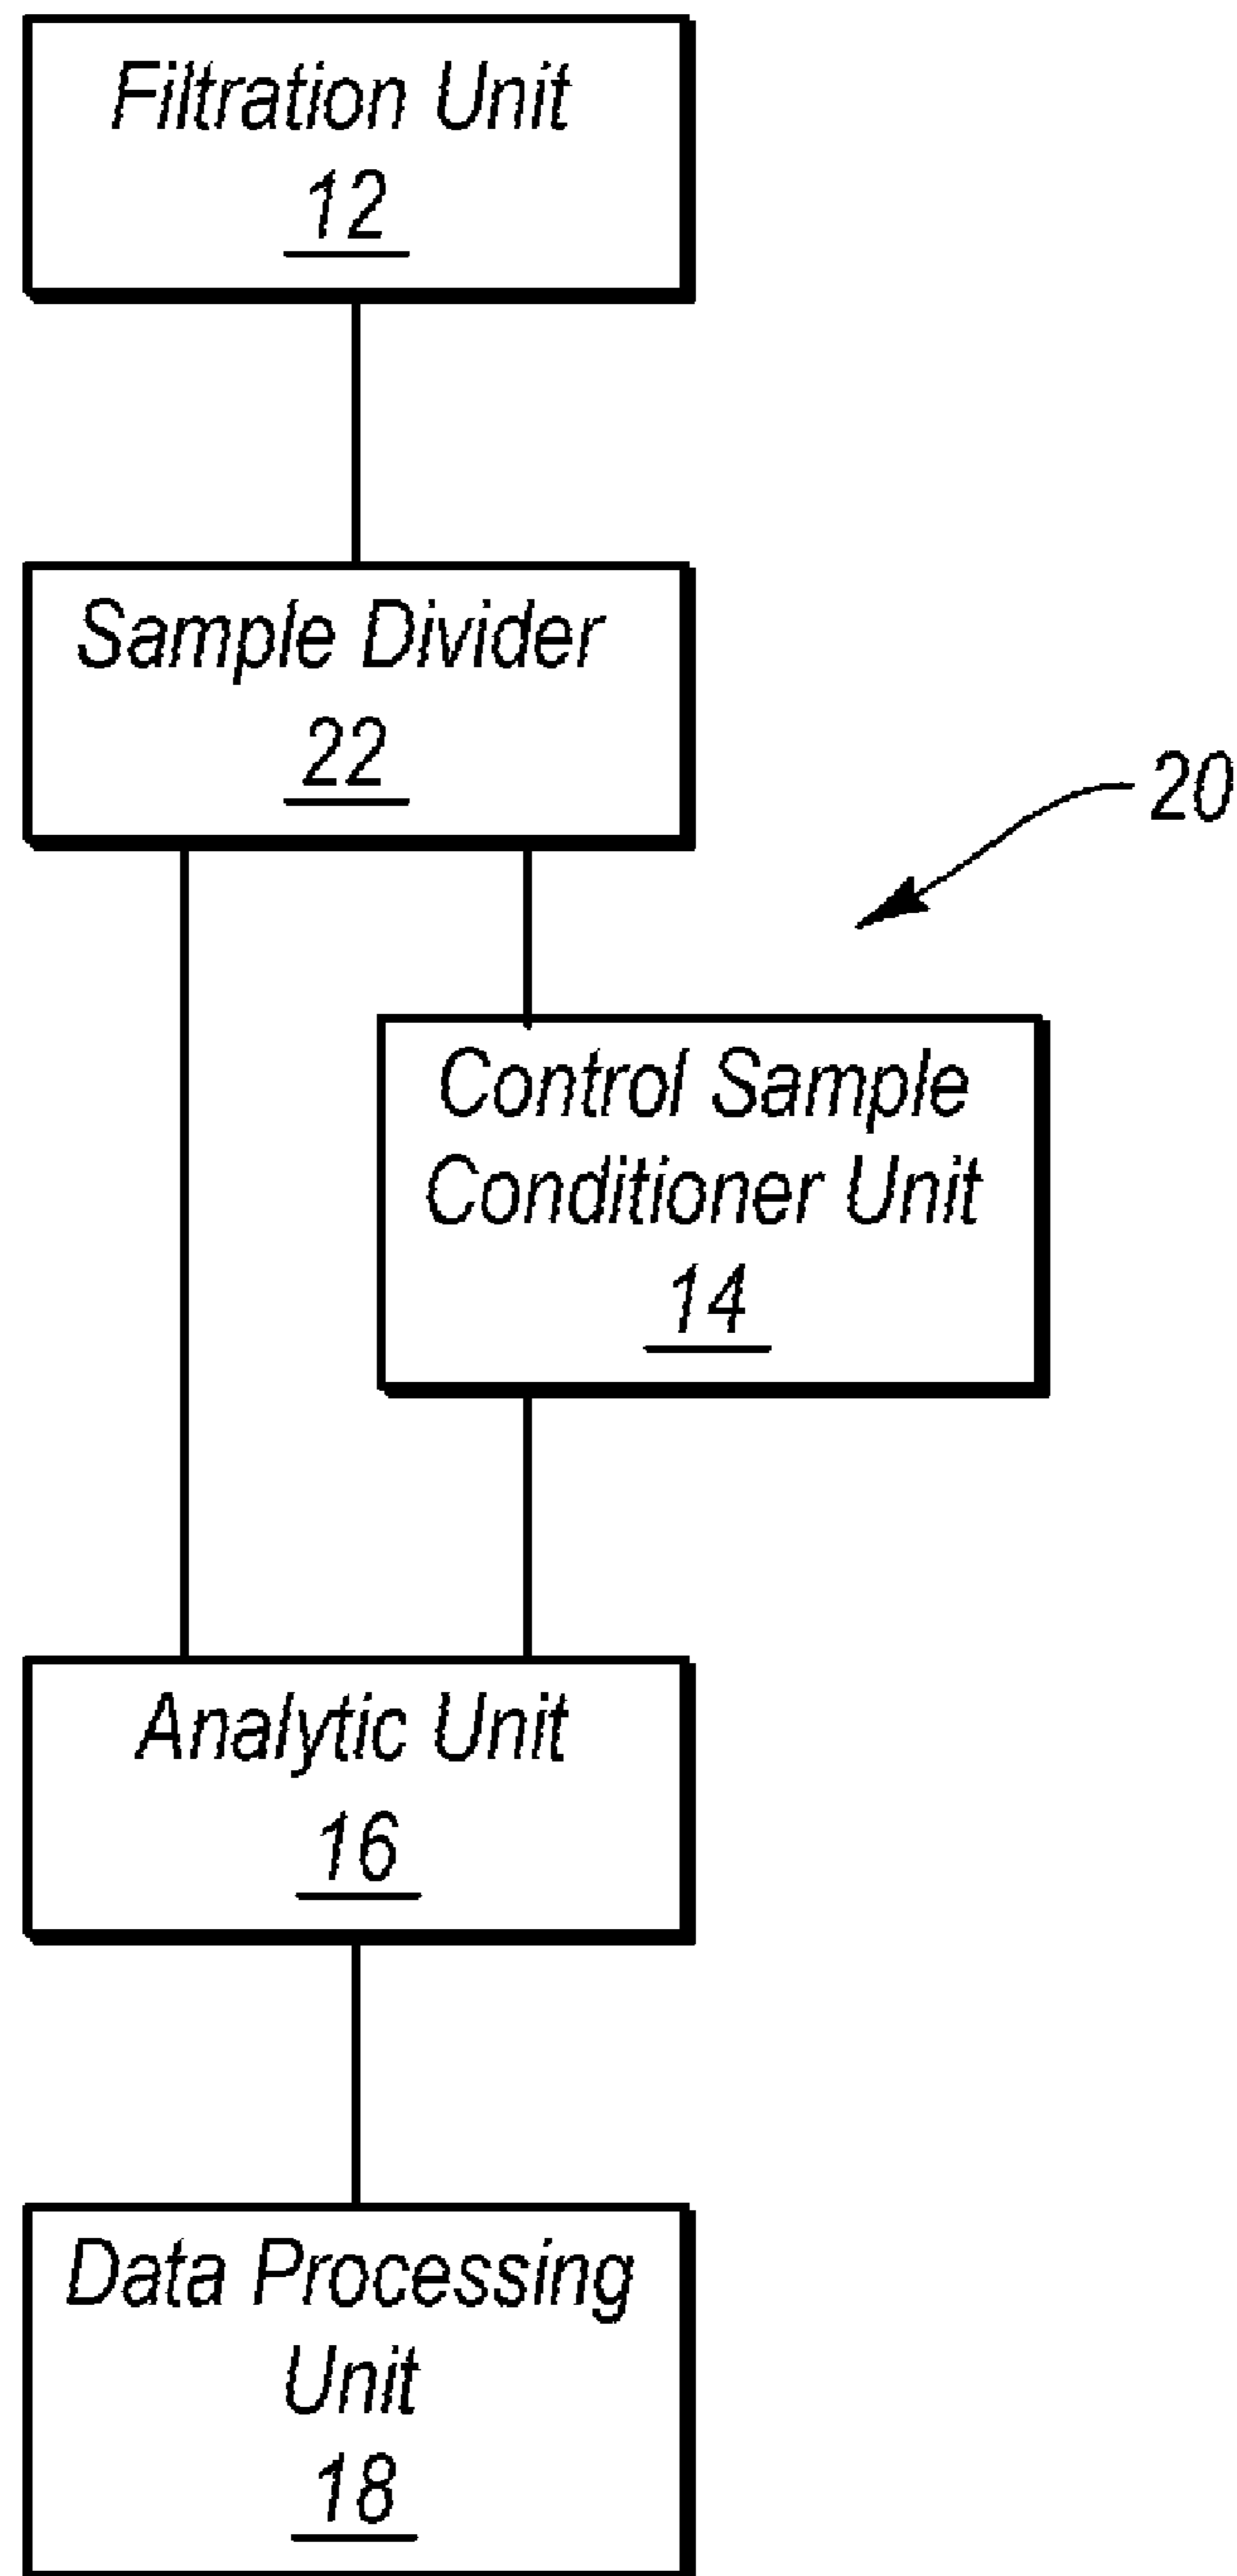 Filtration Unit
12
Sample Divider
22
20
Control Sample
Conditioner Unit
14
Analytic Unit
16
Data Processing
Unit
18